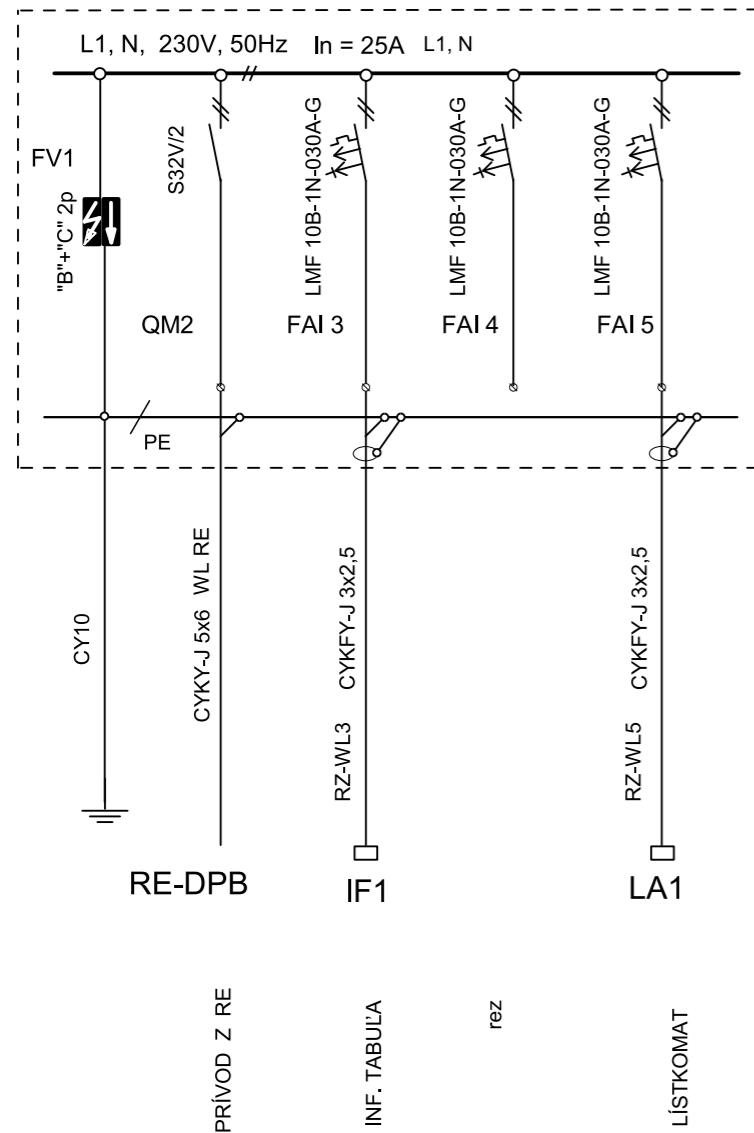 L1, N, 230V, 50Hz In = 25A L1, N
FV1
"B"+"C" 2p
S32V/2
LMF 10B-1N-030A-G
LMF 10B-1N-030A-G
LMF 10B-1N-030A-G
QM2
FAI 3
FAI 4
FAI 5
PE
CY10
CYKY-J 5x6 WL RE
RZ-WL3 CYKFY-J 3x2,5
RZ-WL5 CYKFY-J 3x2,5
RE-DPB
IF1
LA1
PRÍVOD Z RE
INF. TABUĽA
rez
LÍSTKOMAT